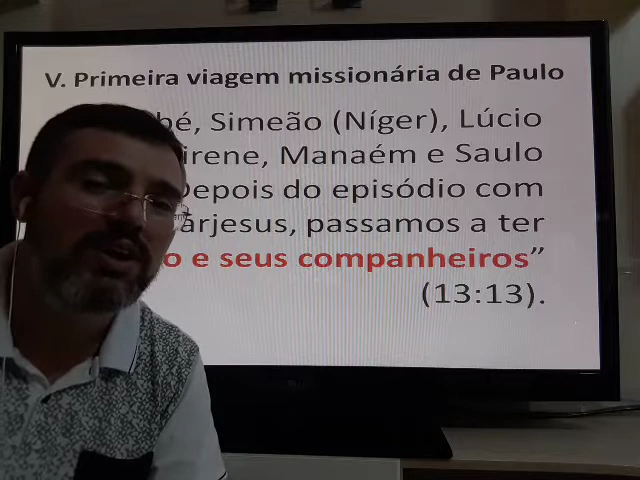 V. Primeira viagem missionária de Paulo
bé, Simeão (Níger), Lúcio
irene, Manaém e Saulo
Depois do episódio com
arjesus, passamos a ter
o e seus companheiros”
(13:13).